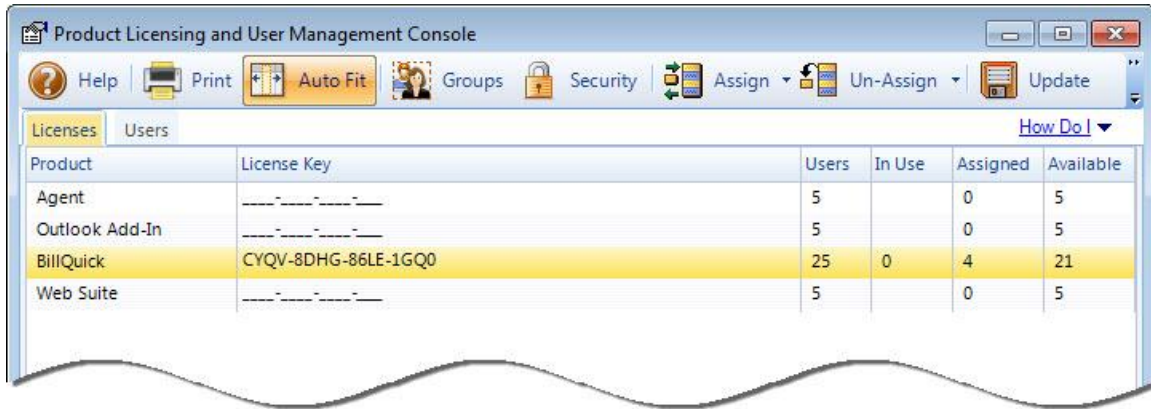 Product Licensing and User Management Console
Help Print Auto Fit Groups Security Assign Un-Assign Update
Licenses Users How Do I
Product License Key Users In Use Assigned Available
Agent ____-____-____-___ 5 0 5
Outlook Add-In ____-____-____-___ 5 0 5
BillQuick CYQV-8DHG-86LE-1GQ0 25 0 4 21
Web Suite ____-____-____-___ 5 0 5